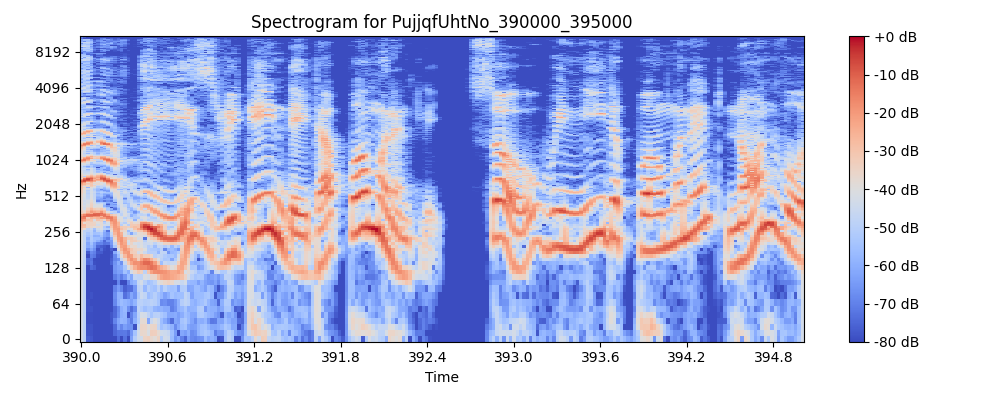 Spectrogram for PujjqfUhtNo_390000_395000
Hz
8192
4096
2048
1024
512
256
128
64
0
390.0 390.6 391.2 391.8 392.4 393.0 393.6 394.2 394.8
Time
+0 dB
-10 dB
-20 dB
-30 dB
-40 dB
-50 dB
-60 dB
-70 dB
-80 dB